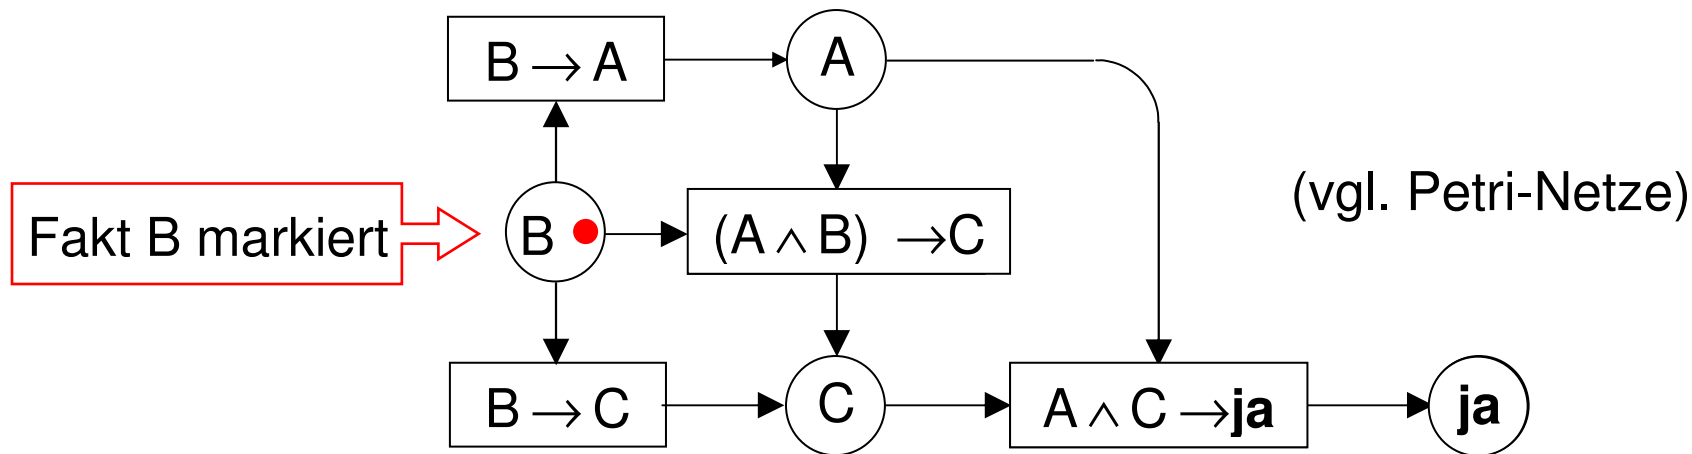 B → A
A
(vgl. Petri-Netze)
Fakt B markiert
B
(A ∧ B) → C
B → C
C
A ∧ C → ja
ja